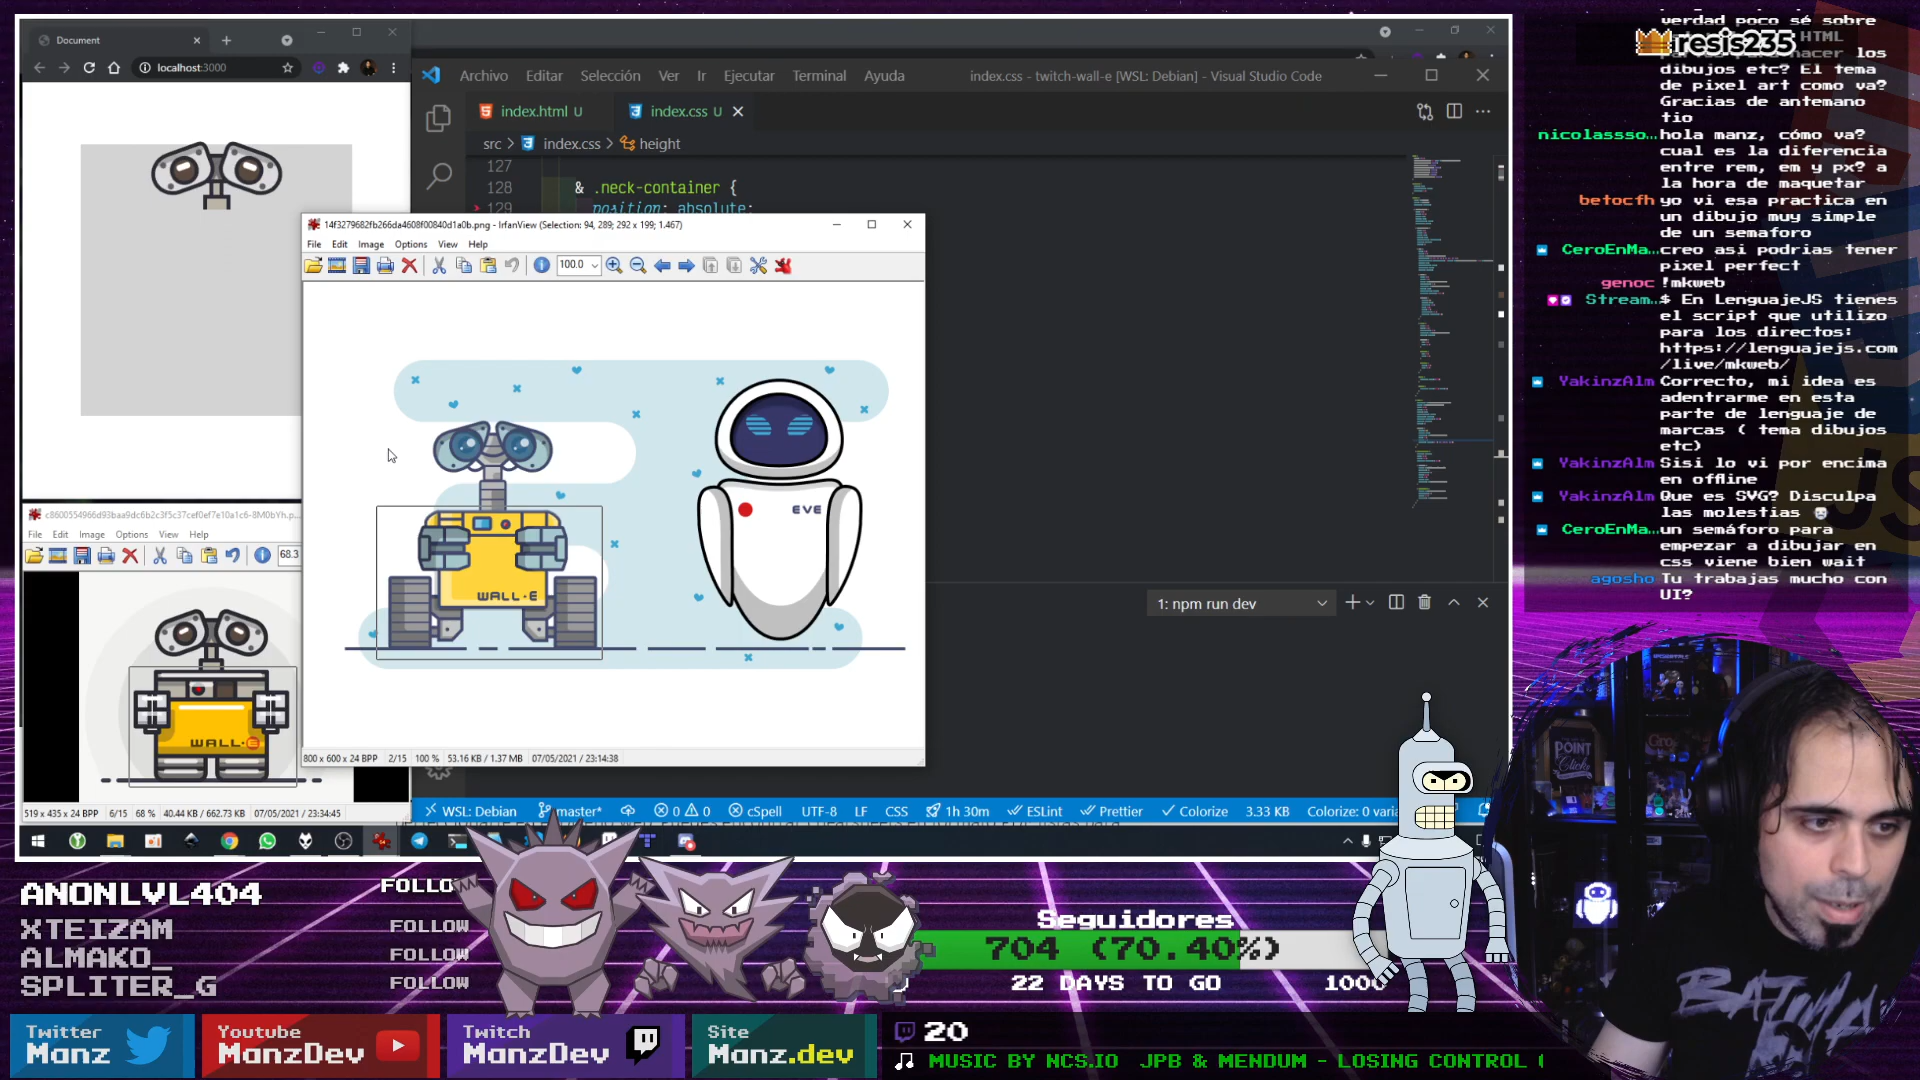 Document
localhost:3000
Archivo Editar Selección Ver Ir Ejecutar Terminal Ayuda
index.css - twitch-wall-e [WSL: Debian] - Visual Studio Code
index.html U
index.css U
src > index.css > height
127
128 & .neck-container {
129 position: absolute;
14f3279682fb266da4608f00840d1a0b.png - IrfanView (Selection: 94, 289; 292 x 199; 1.467)
File Edit Image Options View Help
100.0
EVE
WALL·E
800 x 600 x 24 BPP 2/15 100 % 53.16 KB / 1.37 MB 07/05/2021 / 23:14:38
c8600554966d93baa9dc6b2c3f5c37cef0ef7e10a1c6-8M0bYh.p...
File Edit Image Options View Help
68.3
WALL·E
519 x 435 x 24 BPP 6/15 68 % 40.44 KB / 662.73 KB 07/05/2021 / 23:34:45
1: npm run dev
WSL: Debian master* 0 0 cSpell UTF-8 LF CSS 1h 30m ESLint Prettier Colorize 3.33 KB Colorize: 0 varia
verdad poco sé sobre
HTML
resis235
acer los
dibujos etc? El tema
de pixel art como va?
Gracias de antemano
tio
nicolassso… hola manz, cómo va?
cual es la diferencia
entre rem, em y px? a
la hora de maquetar
betocfh yo vi esa practica en
un dibujo muy simple
de un semaforo
CeroEnMa… creo asi podrias tener
pixel perfect
genoc !mkweb
Stream… $ En LenguajeJS tienes
el script que utilizo
para los directos:
https://lenguajejs.com
/live/mkweb/
YakinzAlm Correcto, mi idea es
adentrarme en esta
parte de lenguaje de
marcas ( tema dibujos
etc)
YakinzAlm Sisi lo vi por encima
en offline
YakinzAlm Que es SVG? Disculpa
las molestias
CeroEnMa… un semáforo para
empezar a dibujar en
css viene bien wait
agosho Tu trabajas mucho con
UI?
POINT
Click
BATMA
ANONLVL404 FOLLO
XTEIZAM FOLLOW
ALMAKO_ FOLLOW
SPLITER_G FOLLOW
Seguidores
704 (70.40%)
22 DAYS TO GO 1000
Twitter
Manz
Youtube
ManzDev
Twitch
ManzDev
Site
Manz.dev
20
MUSIC BY NCS.IO JPB & MENDUM - LOSING CONTROL